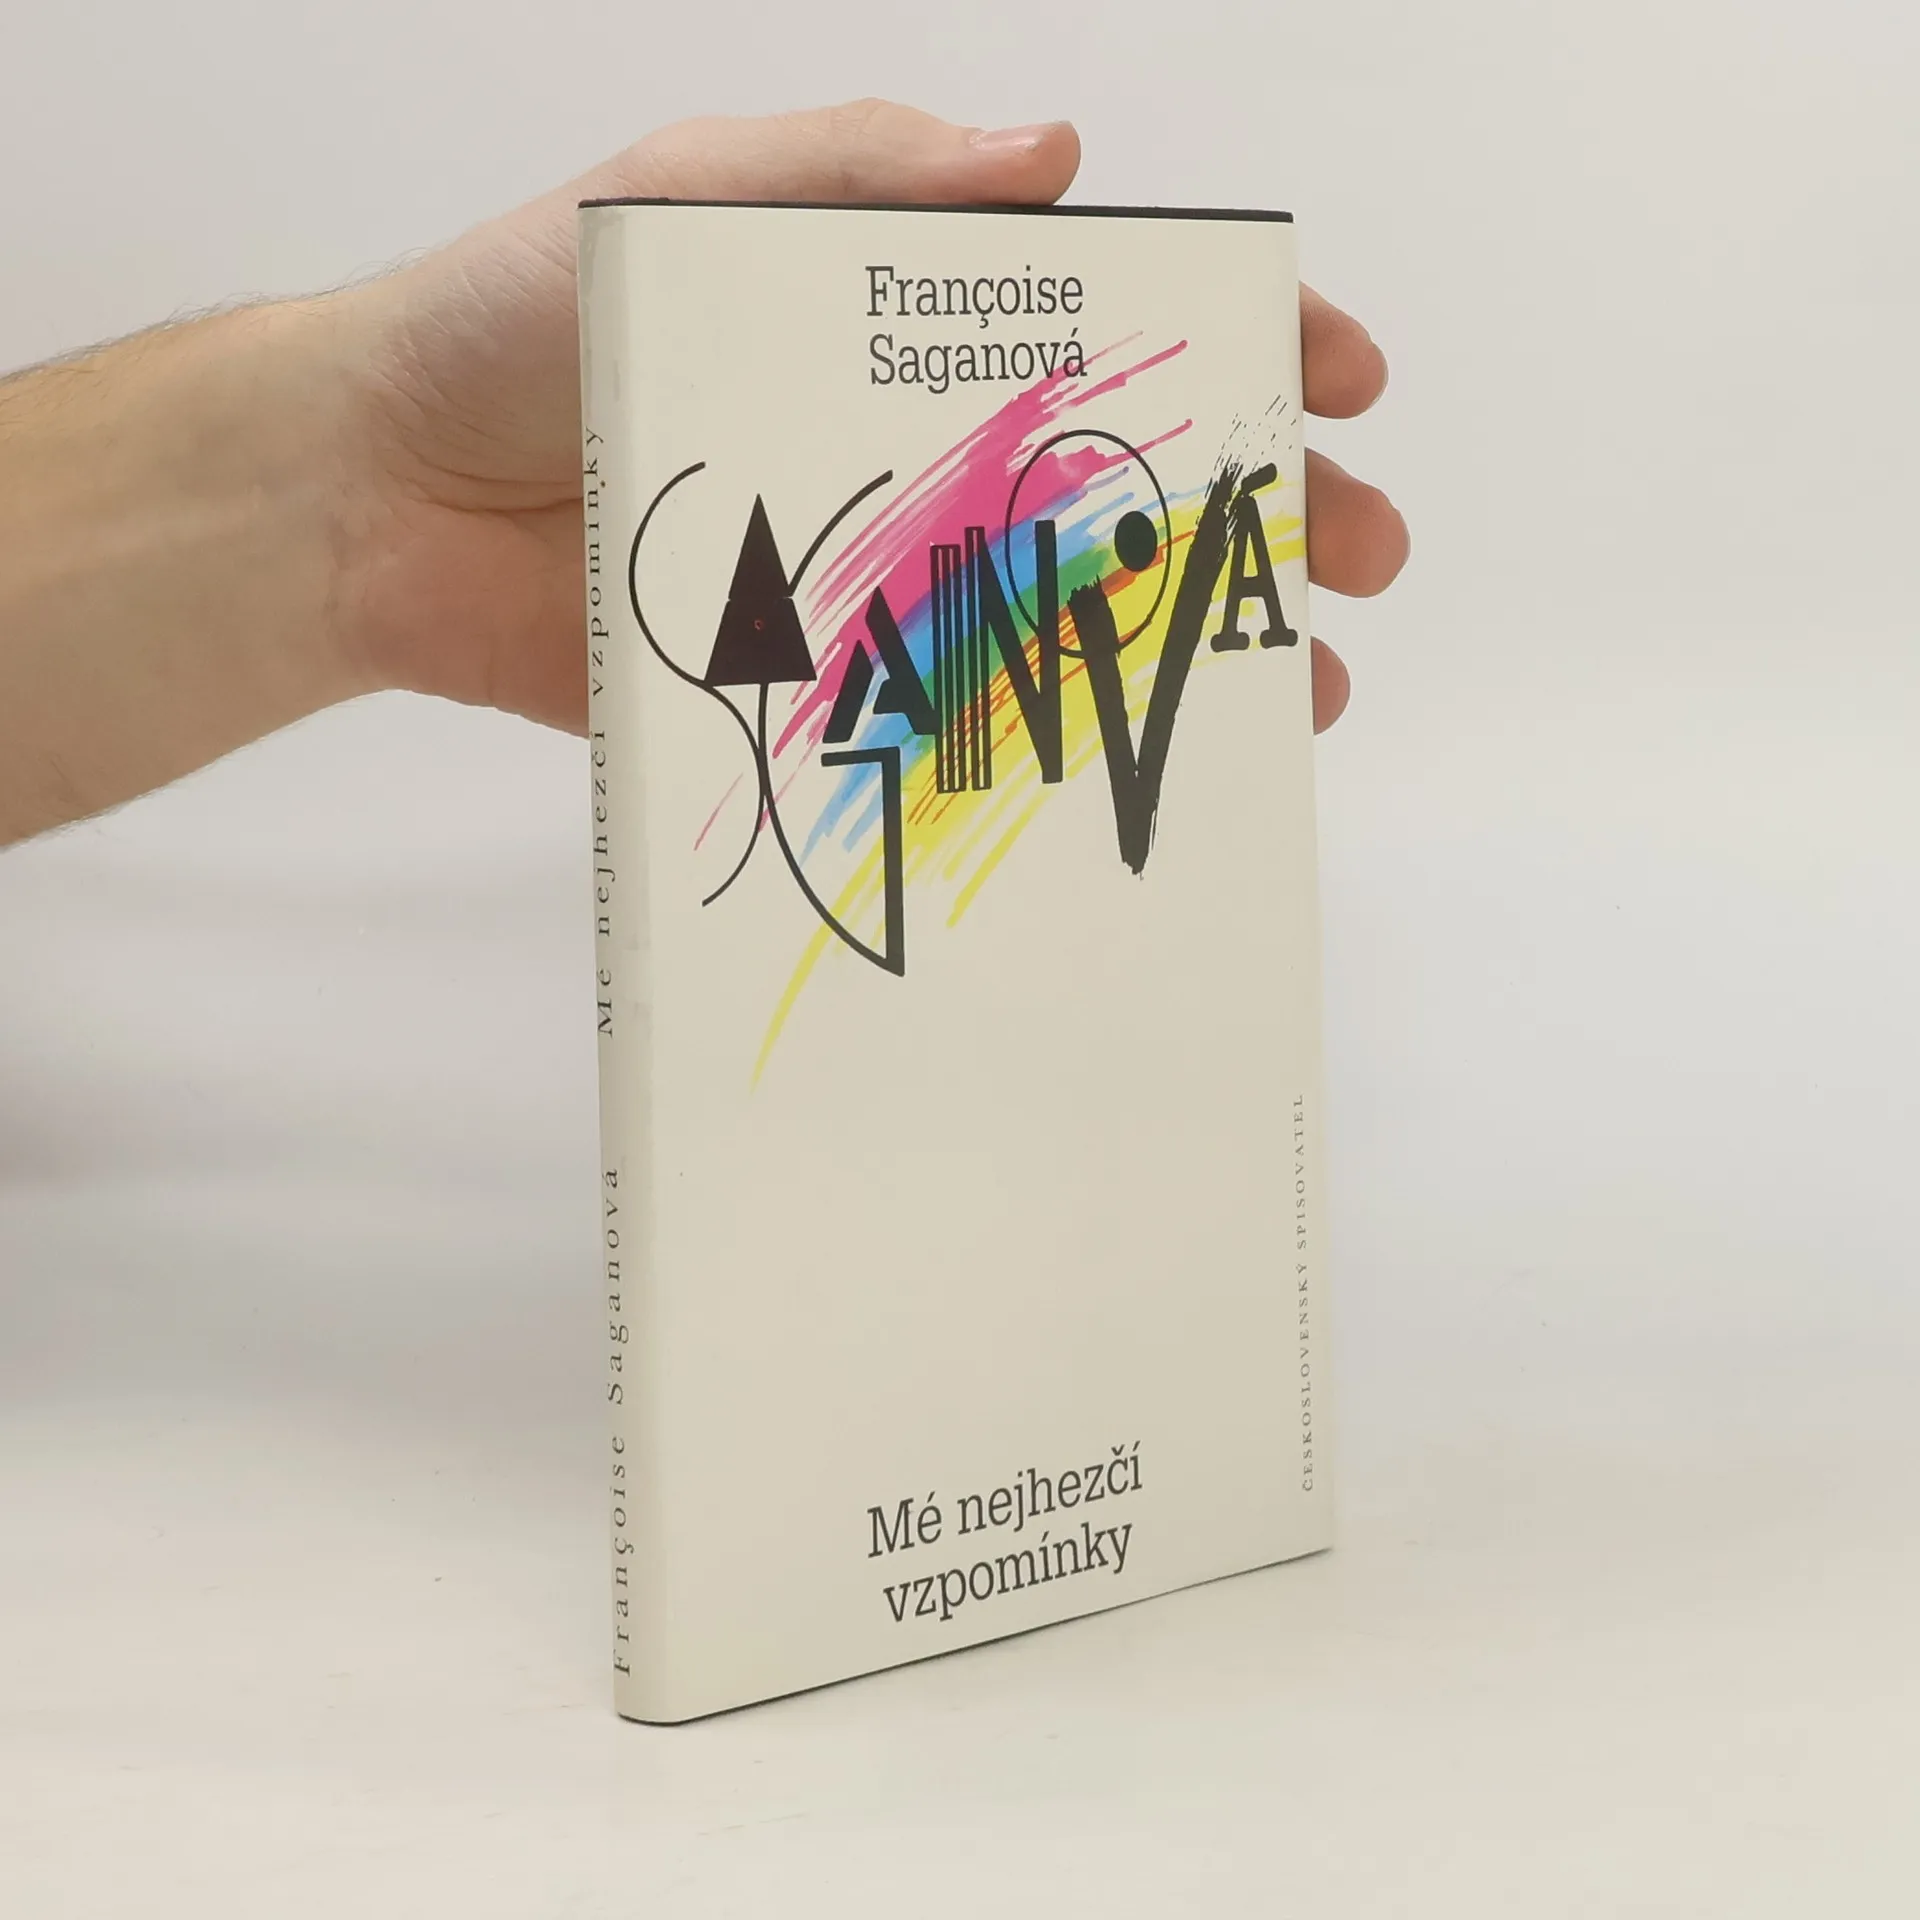 Françoise
Saganová
SAGANOVÁ
Mé nejhezčí
vzpomínky
ČESKOSLOVENSKÝ SPISOVATEL
Françoise Saganová Mé nejhezčí vzpomínky